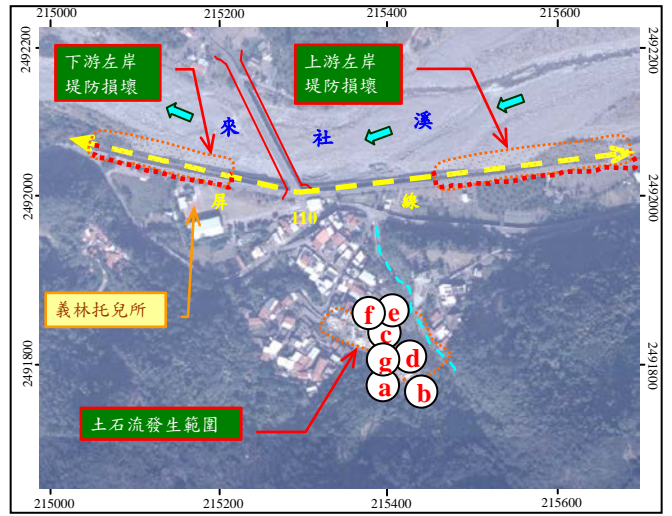 215000
215200
215400
215600
2492200
2492200
下游左岸
堤防損壞
上游左岸
堤防損壞
來
社
溪
2492000
2492000
屏
110
線
義林托兒所
f
e
c
g
d
a
b
2491800
2491800
土石流發生範圍
215000
215200
215400
215600